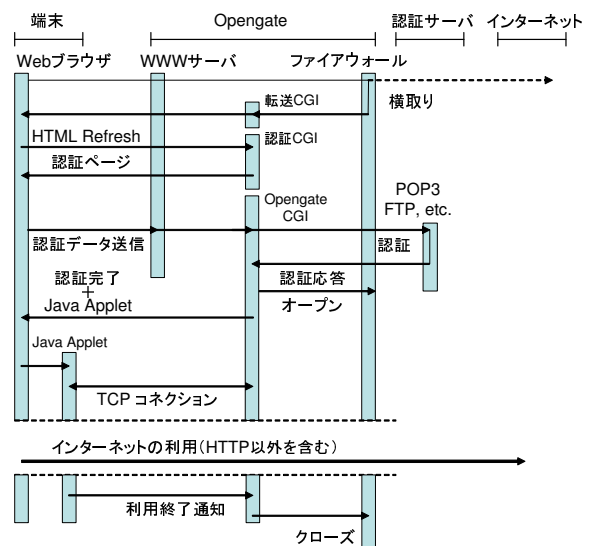 端末
Opengate
認証サーバ
インターネット
Webブラウザ
WWWサーバ
ファイアウォール
転送CGI
横取り
HTML Refresh
認証CGI
認証ページ
POP3
FTP, etc.
Opengate
CGI
認証データ送信
認証
認証完了
+
Java Applet
認証応答
オープン
Java Applet
TCP コネクション
インターネットの利用(HTTP以外を含む)
利用終了通知
クローズ